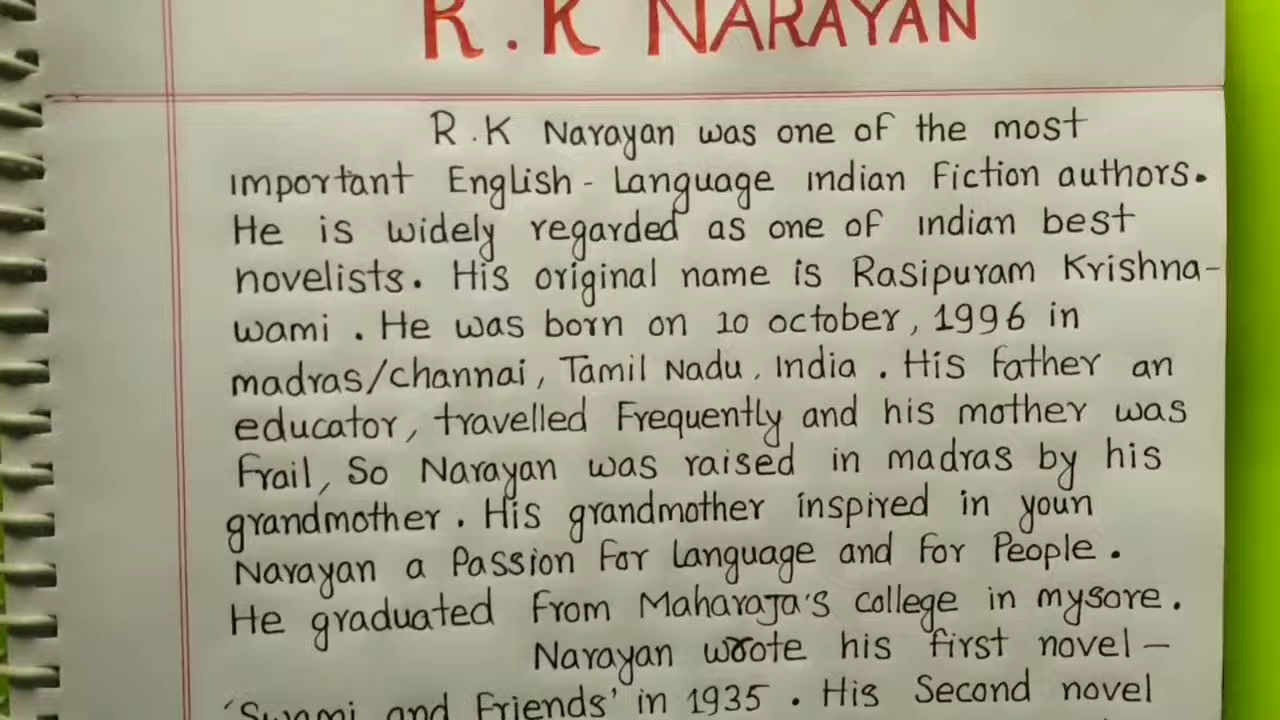 R.K NARAYAN
R.K Narayan was one of the most
important English-Language indian Fiction authors.
He is widely regarded as one of indian best
novelists. His original name is Rasipuram Krishna-
wami. He was born on 10 october, 1996 in
madras/channai, Tamil Nadu, India. His father an
educator, travelled Frequently and his mother was
Frail, So Narayan was raised in madras by his
grandmother. His grandmother inspired in youn
Narayan a Passion for Language and for People.
He graduated from Maharaja's college in mysore.
Narayan wrote his first novel-
'Swami and Friends' in 1935. His Second novel